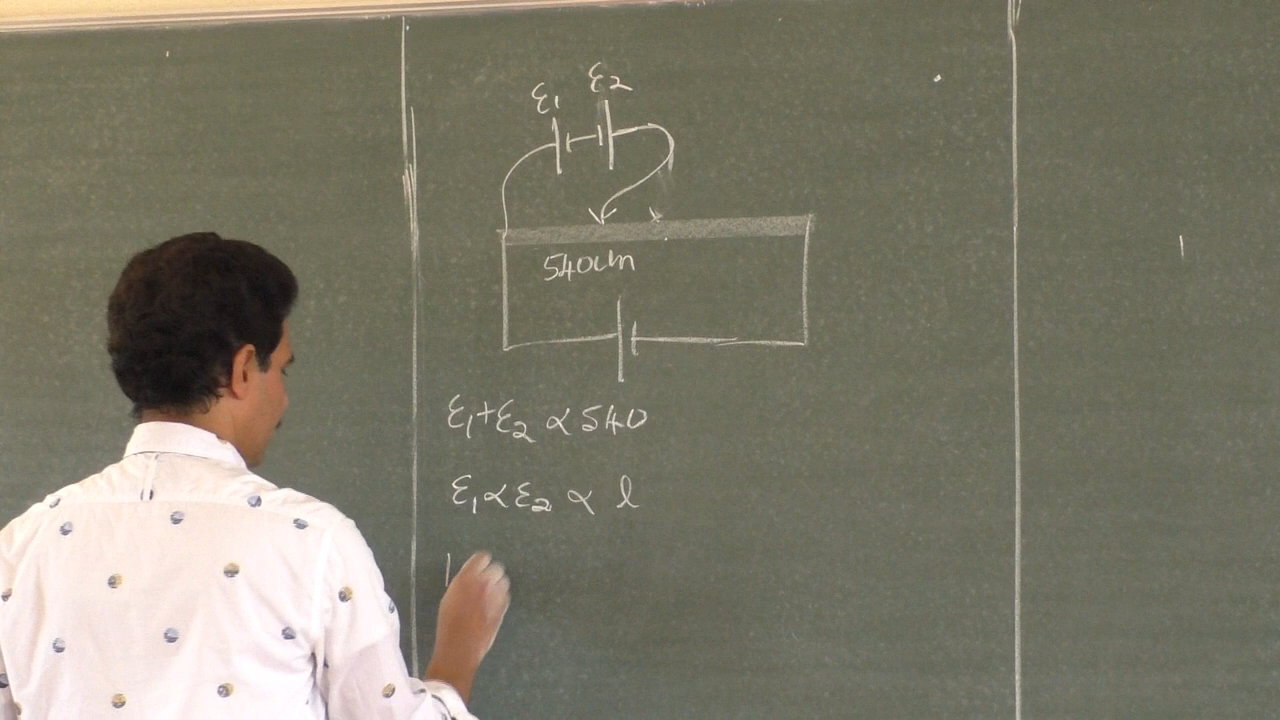 ε₁ ε₂
540cm
ε₁+ε₂ ∝ 540
ε₁∝ε₂ ∝ l